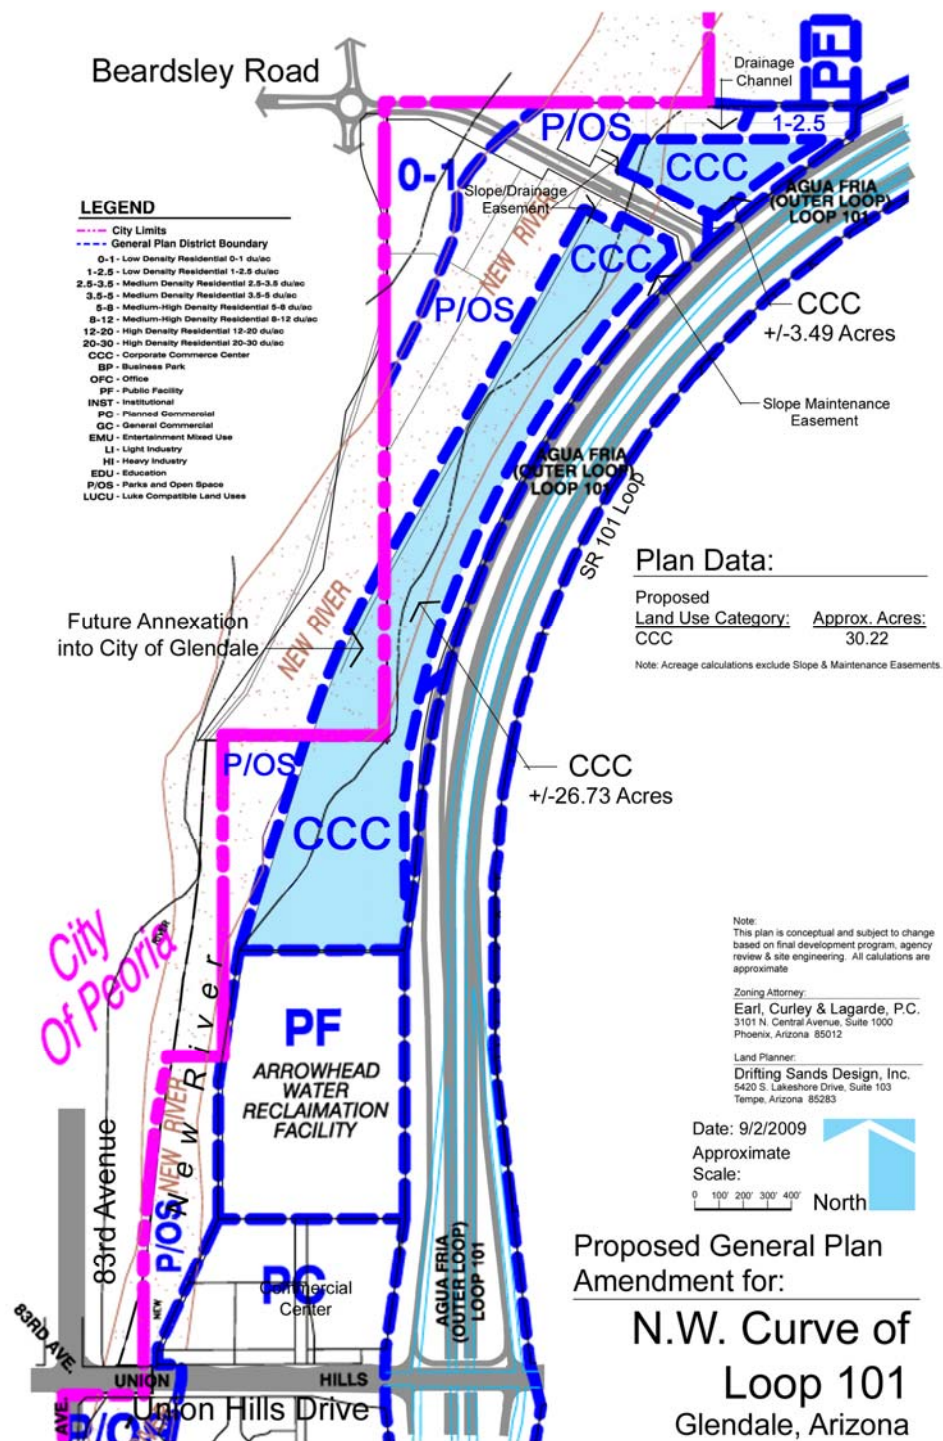 Beardsley Road
PF
Drainage
Channel
P/OS
1-2.5
CCC
0-1
AGUA FRIA
(OUTER LOOP)
LOOP 101
Slope/Drainage
Easement
NEW RIVER
LEGEND
City Limits
General Plan District Boundary
0-1 - Low Density Residential 0-1 du/ac
1-2.5 - Low Density Residential 1-2.5 du/ac
2.5-3.5 - Medium Density Residential 2.5-3.5 du/ac
3.5-5 - Medium Density Residential 3.5-5 du/ac
5-8 - Medium-High Density Residential 5-8 du/ac
8-12 - Medium-High Density Residential 8-12 du/ac
12-20 - High Density Residential 12-20 du/ac
20-30 - High Density Residential 20-30 du/ac
CCC - Corporate Commerce Center
BP - Business Park
OFC - Office
PF - Public Facility
INST - Institutional
PC - Planned Commercial
GC - General Commercial
EMU - Entertainment Mixed Use
LI - Light Industry
HI - Heavy Industry
EDU - Education
P/OS - Parks and Open Space
LUCU - Luke Compatible Land Uses
CCC
P/OS
CCC
+/-3.49 Acres
Slope Maintenance
Easement
AGUA FRIA
(OUTER LOOP)
LOOP 101
SR 101 Loop
Plan Data:
Proposed
Land Use Category: Approx. Acres:
CCC 30.22
Note: Acreage calculations exclude Slope & Maintenance Easements.
Future Annexation
into City of Glendale
NEW RIVER
P/OS
CCC
+/-26.73 Acres
CCC
City
Of Peoria
RIVER
New River
PF
ARROWHEAD
WATER
RECLAIMATION
FACILITY
Note:
This plan is conceptual and subject to change
based on final development program, agency
review & site engineering. All calulations are
approximate
Zoning Attorney:
Earl, Curley & Lagarde, P.C.
3101 N. Central Avenue, Suite 1000
Phoenix, Arizona 85012
Land Planner:
Drifting Sands Design, Inc.
5420 S. Lakeshore Drive, Suite 103
Tempe, Arizona 85283
Date: 9/2/2009
Approximate
Scale:
0 100' 200' 300' 400'
North
83rd Avenue
NEW RIVER
P/OS
NEW
PC
Commercial
Center
AGUA FRIA
(OUTER LOOP)
LOOP 101
Proposed General Plan
Amendment for:
N.W. Curve of
Loop 101
Glendale, Arizona
83RD AVE.
UNION HILLS
Union Hills Drive
AVE.